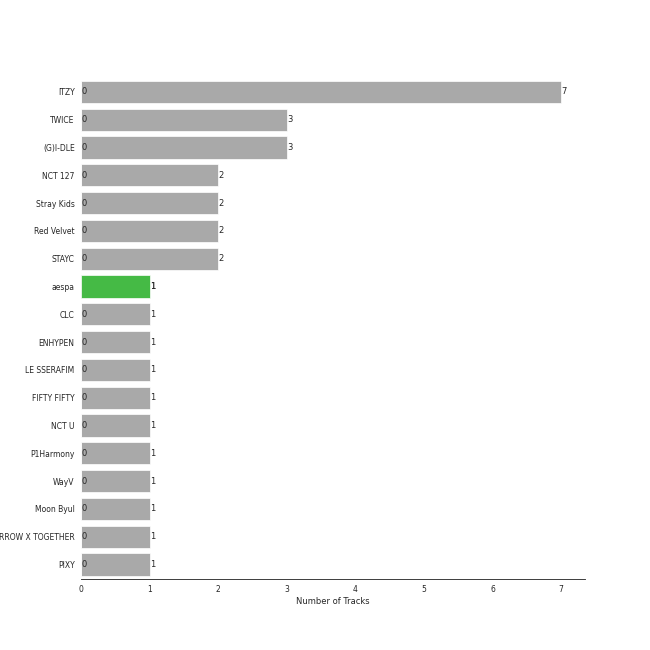 ITZY 0 7
TWICE 0 3
(G)I-DLE 0 3
NCT 127 0 2
Stray Kids 0 2
Red Velvet 0 2
STAYC 0 2
aespa 1
CLC 0 1
ENHYPEN 0 1
LE SSERAFIM 0 1
FIFTY FIFTY 0 1
NCT U 0 1
P1Harmony 0 1
WayV 0 1
Moon Byul 0 1
RROW X TOGETHER 0 1
PIXY 0 1
0 1 2 3 4 5 6 7
Number of Tracks